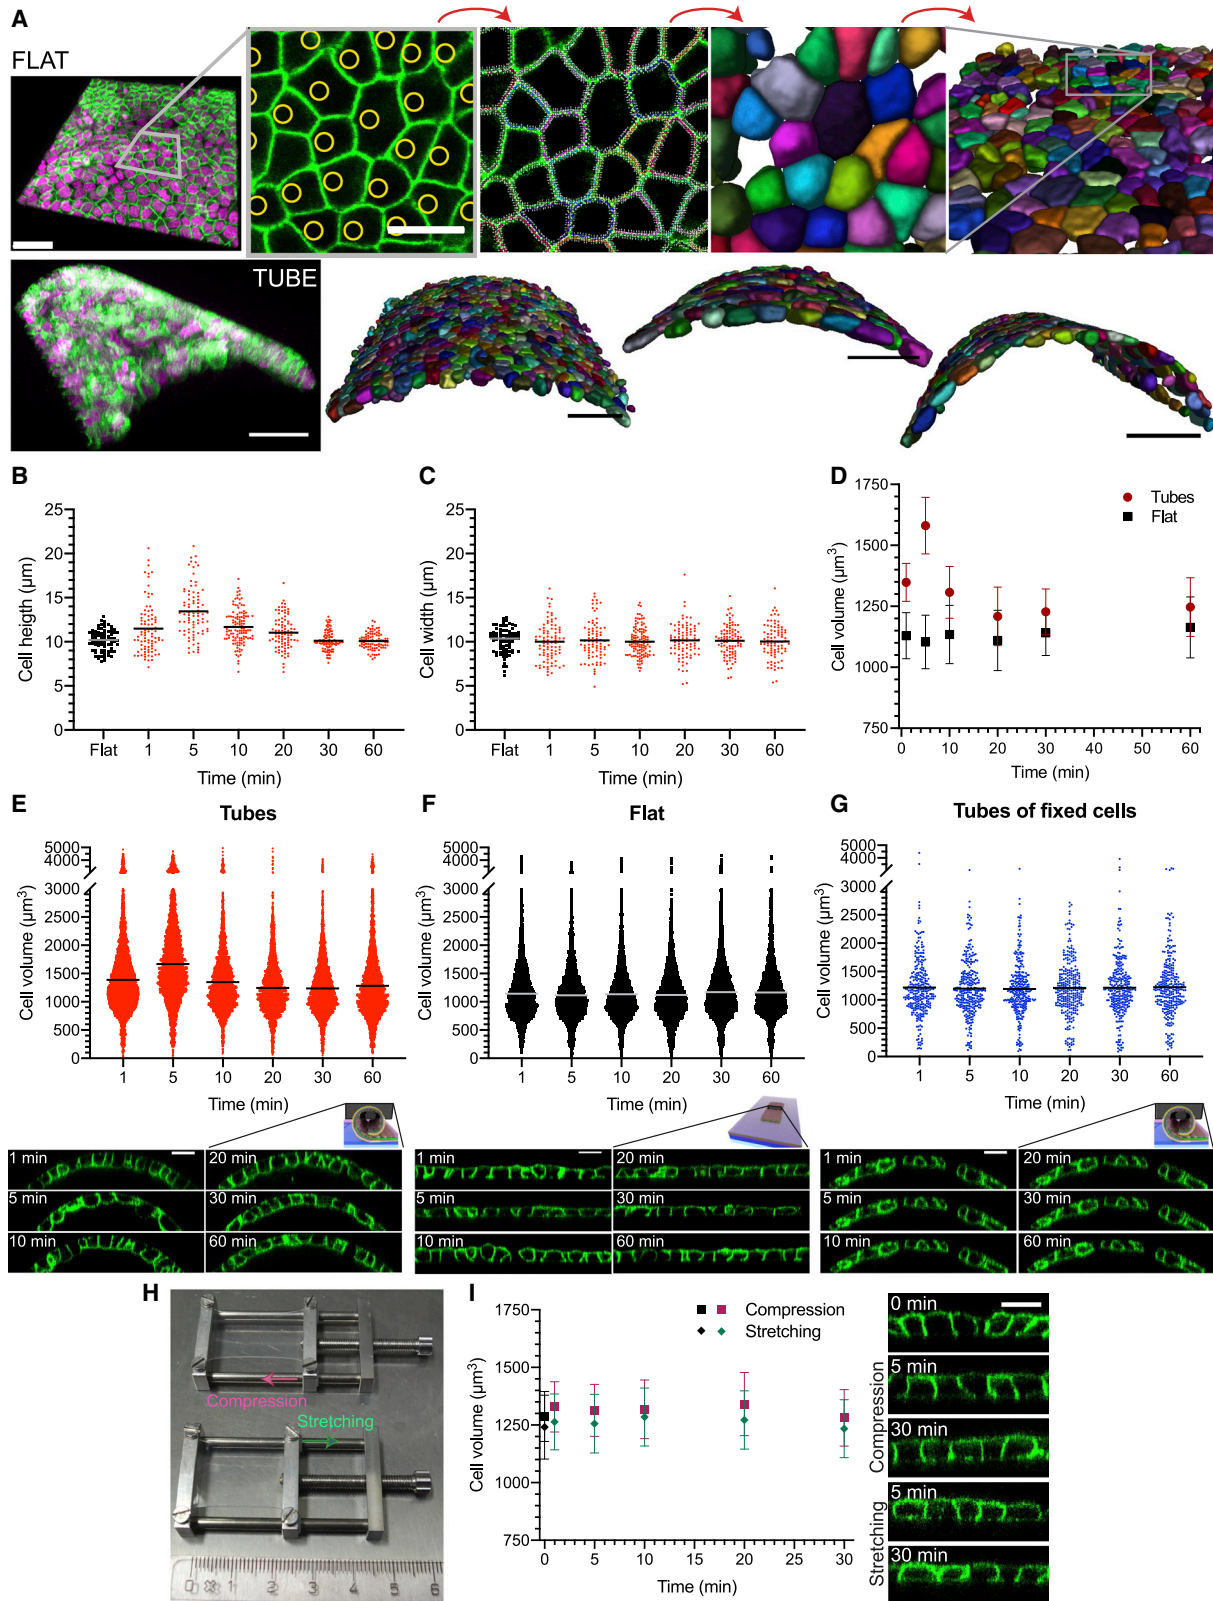 A
FLAT
TUBE
B
25
20
15
10
5
0
Cell heigth (µm)
Flat 1 5 10 20 30 60
Time (min)
C
25
20
15
10
5
0
Cell width (µm)
Flat 1 5 10 20 30 60
Time (min)
D
1750
1500
1250
1000
750
Cell volume (µm³)
Tubes
Flat
0 10 20 30 40 50 60
Time (min)
E
Tubes
5000
4000
3000
2500
2000
1500
1000
500
0
Cell volume (µm³)
1 5 10 20 30 60
Time (min)
1 min
20 min
5 min
30 min
10 min
60 min
F
Flat
5000
4000
3000
2500
2000
1500
1000
500
0
Cell volume (µm³)
1 5 10 20 30 60
Time (min)
1 min
20 min
5 min
30 min
10 min
60 min
G
Tubes of fixed cells
5000
4000
3000
2500
2000
1500
1000
500
0
Cell volume (µm³)
1 5 10 20 30 60
Time (min)
1 min
20 min
5 min
30 min
10 min
60 min
H
Compression
Stretching
0 1 2 3 4 5 6
I
1750
1500
1250
1000
750
Cell volume (µm³)
Compression
Stretching
0 5 10 15 20 25 30
Time (min)
0 min
5 min
30 min
5 min
30 min
Compression
Stretching